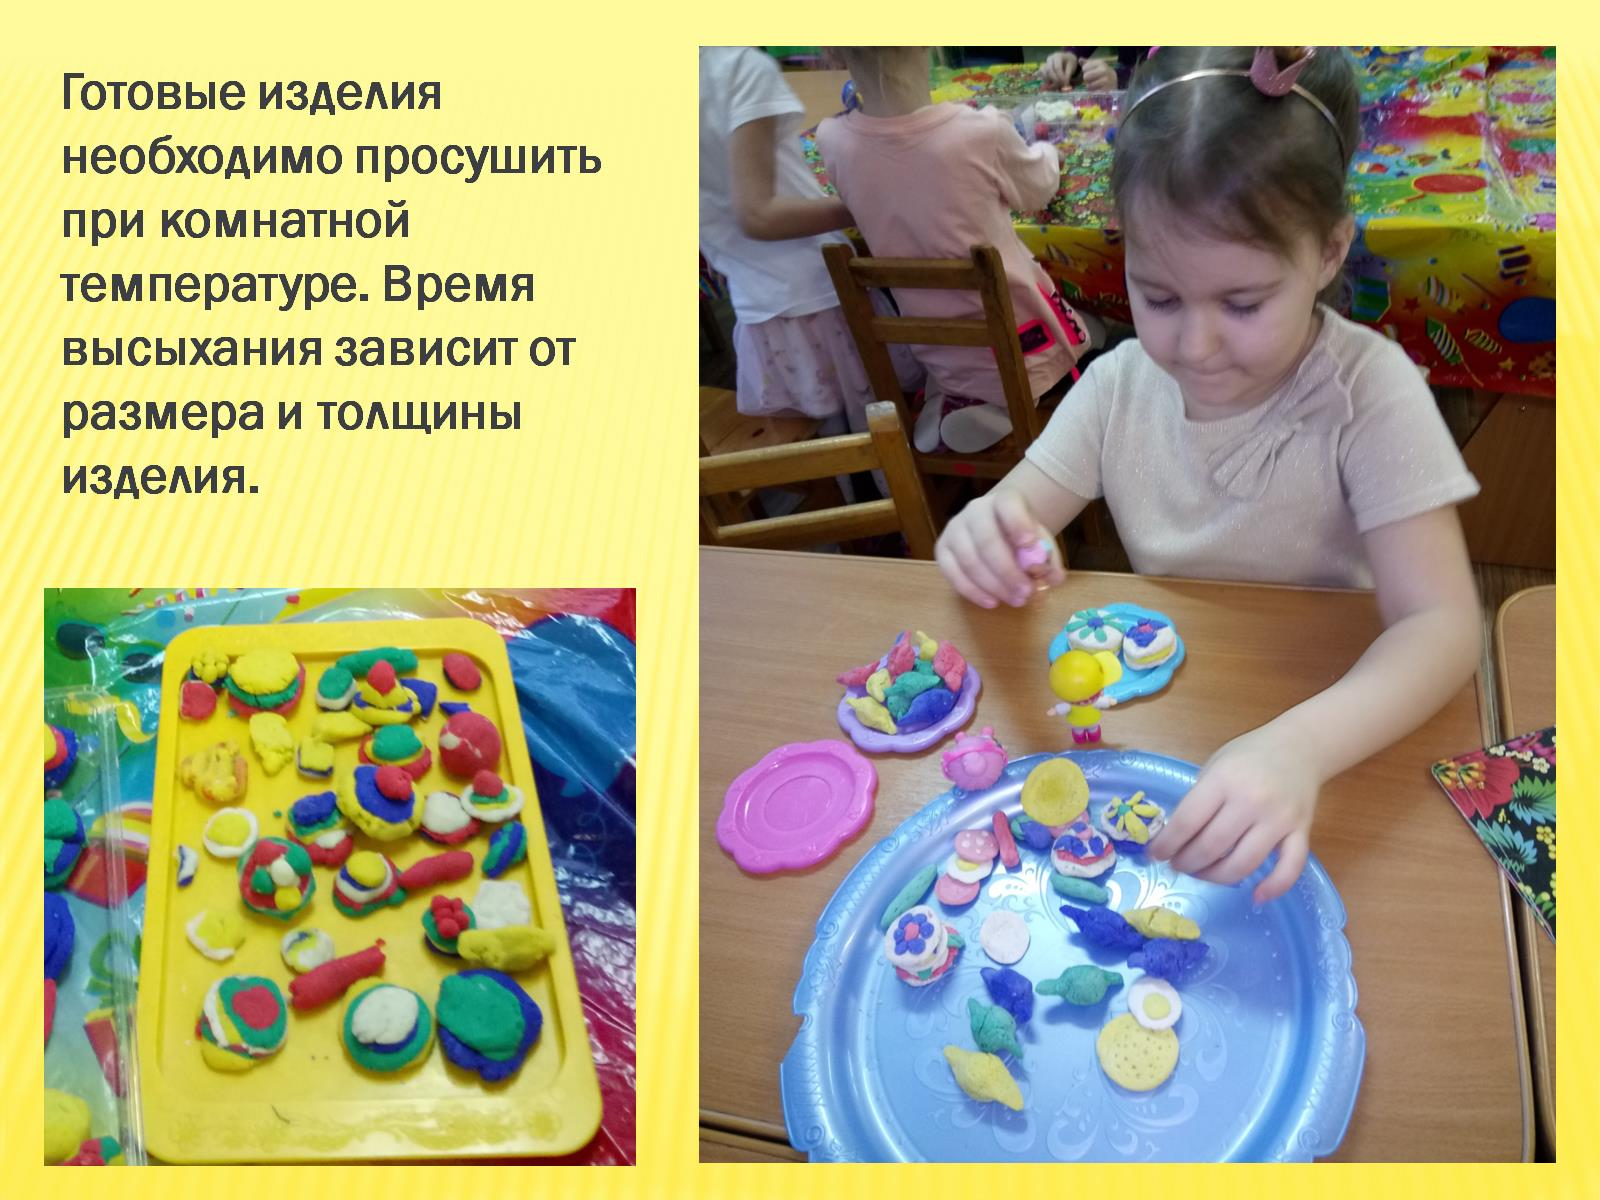 Готовые изделия
необходимо просушить
при комнатной
температуре. Время
высыхания зависит от
размера и толщины
изделия.